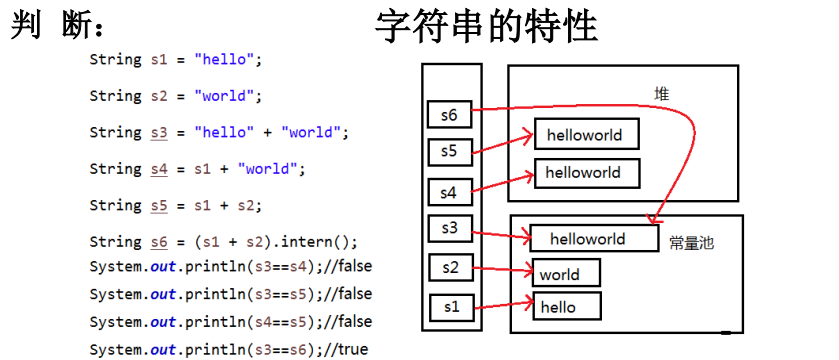 判 断：
字符串的特性
String s1 = "hello";
String s2 = "world";
String s3 = "hello" + "world";
String s4 = s1 + "world";
String s5 = s1 + s2;
String s6 = (s1 + s2).intern();
System.out.println(s3==s4);//false
System.out.println(s3==s5);//false
System.out.println(s4==s5);//false
System.out.println(s3==s6);//true
s6
s5
s4
s3
s2
s1
堆
helloworld
helloworld
helloworld
常量池
world
hello